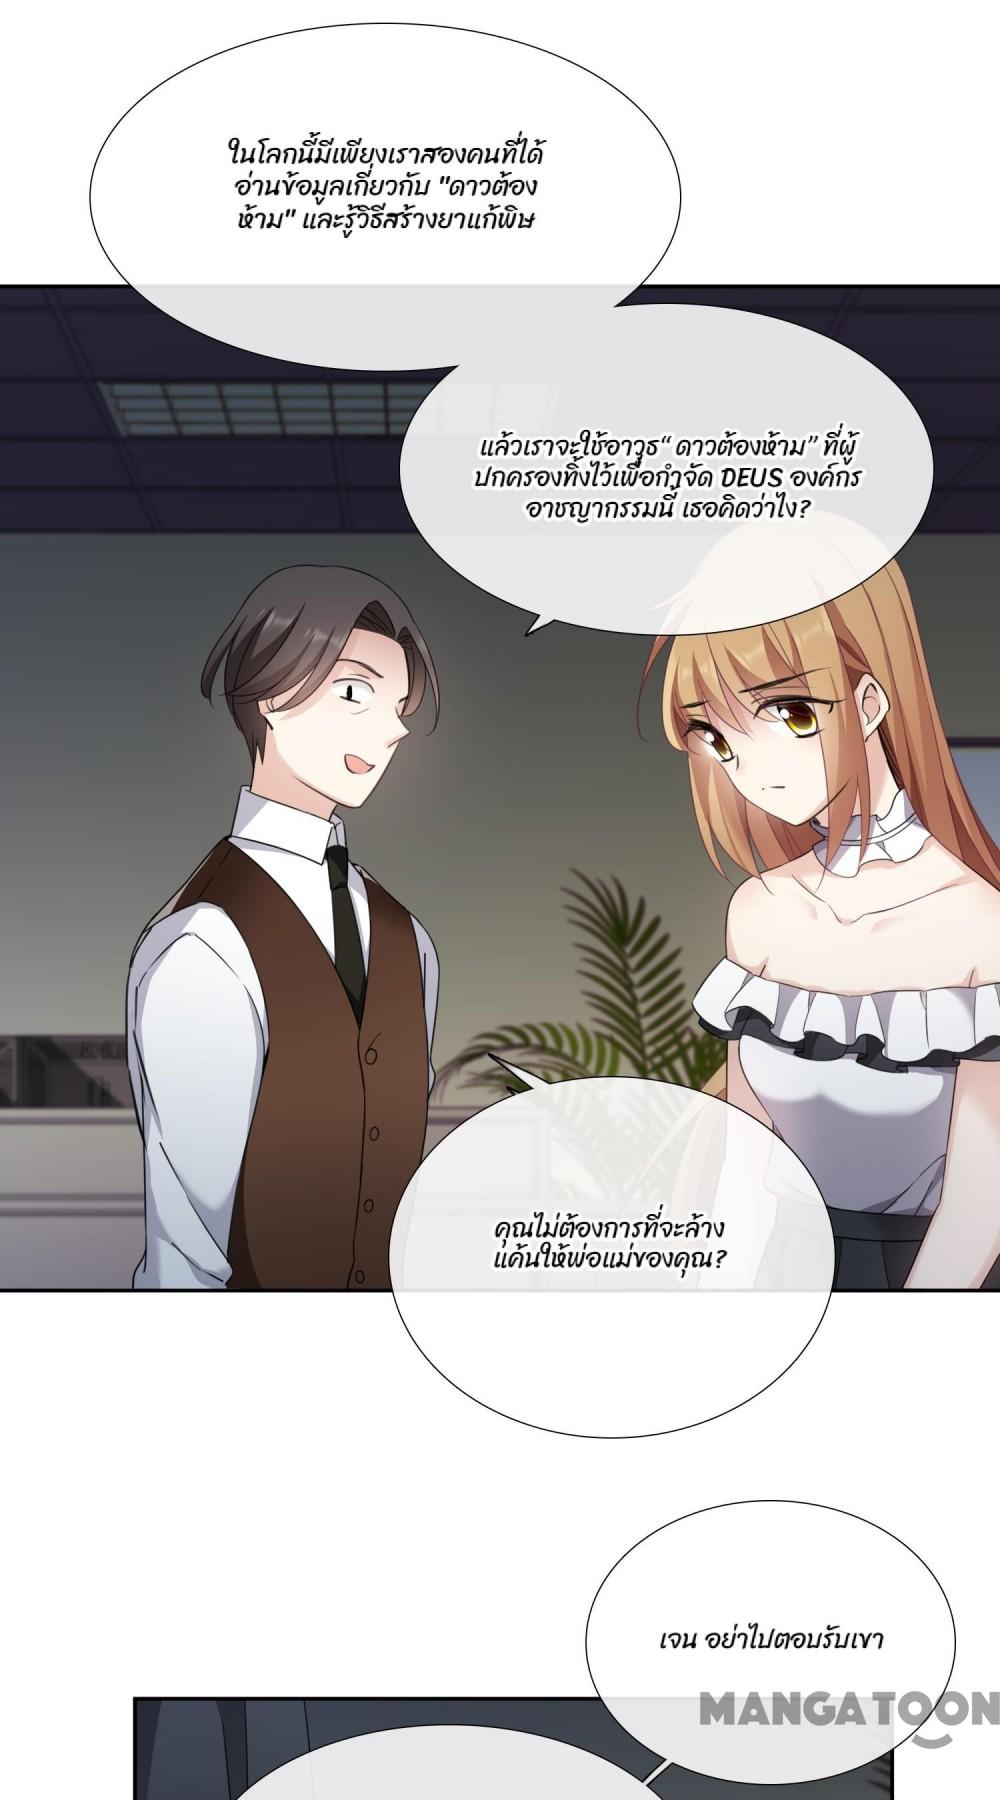 ในโลกนี้มีเพียงเราสองคนที่ได้
อ่านข้อมูลเกี่ยวกับ "ดาวต้อง
ห้าม" และรู้วิธีสร้างยาแก้พิษ
แล้วเราจะใช้อาวุธ“ ดาวต้องห้าม” ที่ผู้
ปกครองทิ้งไว้เพื่อกำจัด DEUS องค์กร
อาชญากรรมนี้ เธอคิดว่าไง?
คุณไม่ต้องการที่จะล้าง
แค้นให้พ่อแม่ของคุณ?
เจน อย่าไปตอบรับเขา
MANGATOON